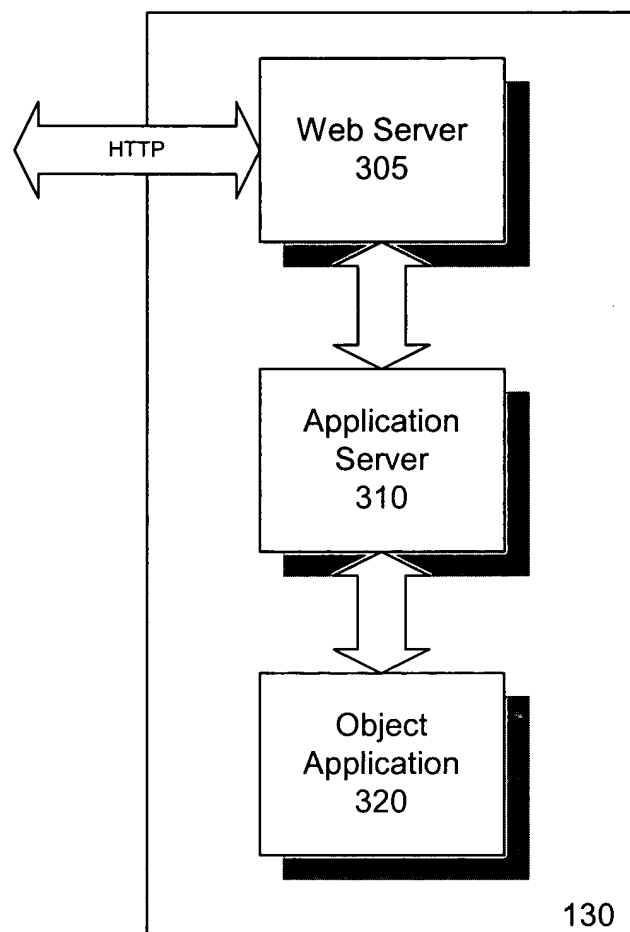 Web Server
305
HTTP
Application
Server
310
Object
Application
320
130